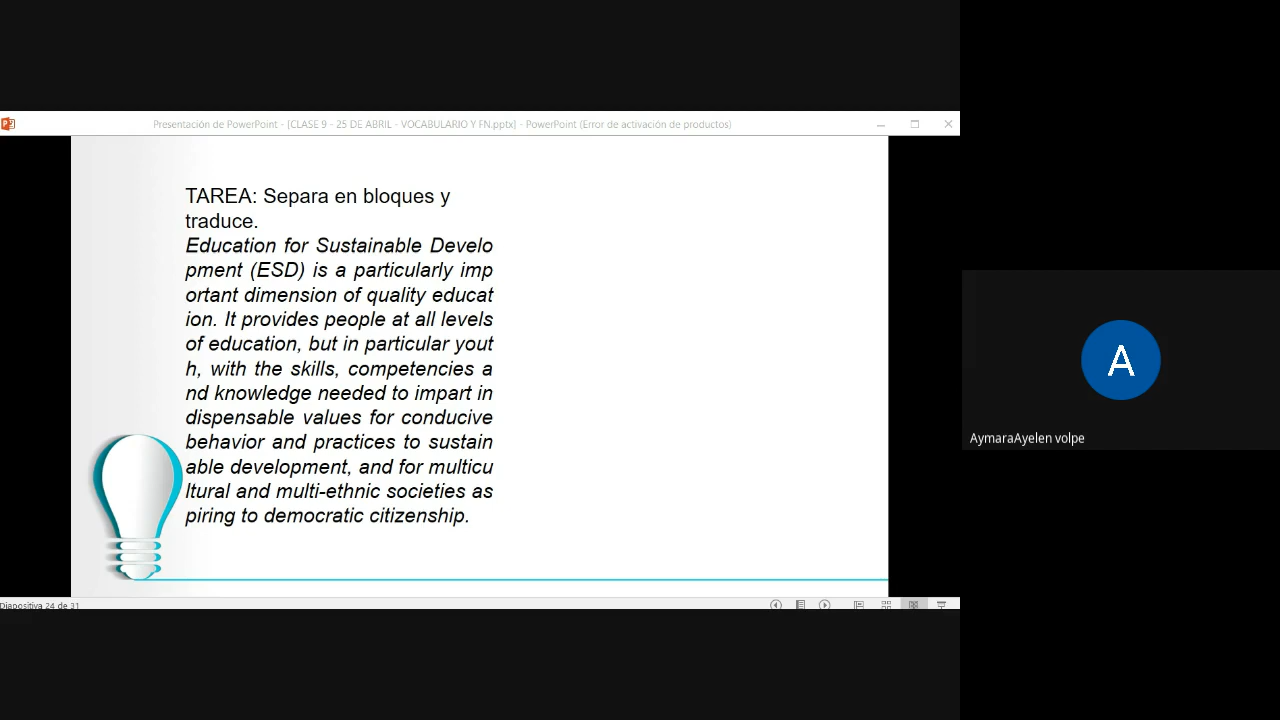 Presentación de PowerPoint - [CLASE 9 - 25 DE ABRIL - VOCABULARIO Y FN.pptx] - PowerPoint (Error de activación de productos)
TAREA: Separa en bloques y
traduce.
Education for Sustainable Develo
pment (ESD) is a particularly imp
ortant dimension of quality educat
ion. It provides people at all levels
of education, but in particular yout
h, with the skills, competencies a
nd knowledge needed to impart in
dispensable values for conducive
behavior and practices to sustain
able development, and for multicu
ltural and multi-ethnic societies as
piring to democratic citizenship.
Diapositiva 24 de 31
A
AymaraAyelen volpe